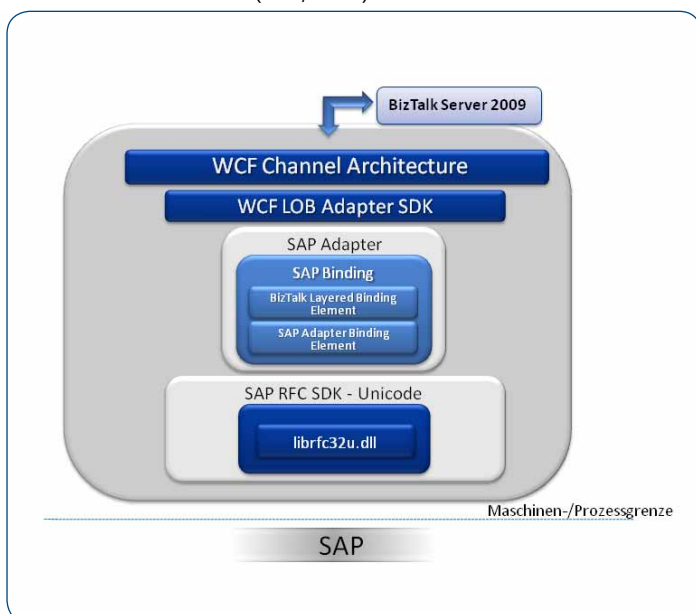 BizTalk Server 2009
WCF Channel Architecture
WCF LOB Adapter SDK
SAP Adapter
SAP Binding
BizTalk Layered Binding
Element
SAP Adapter Binding
Element
SAP RFC SDK - Unicode
librfc32u.dll
Maschinen-/Prozessgrenze
SAP